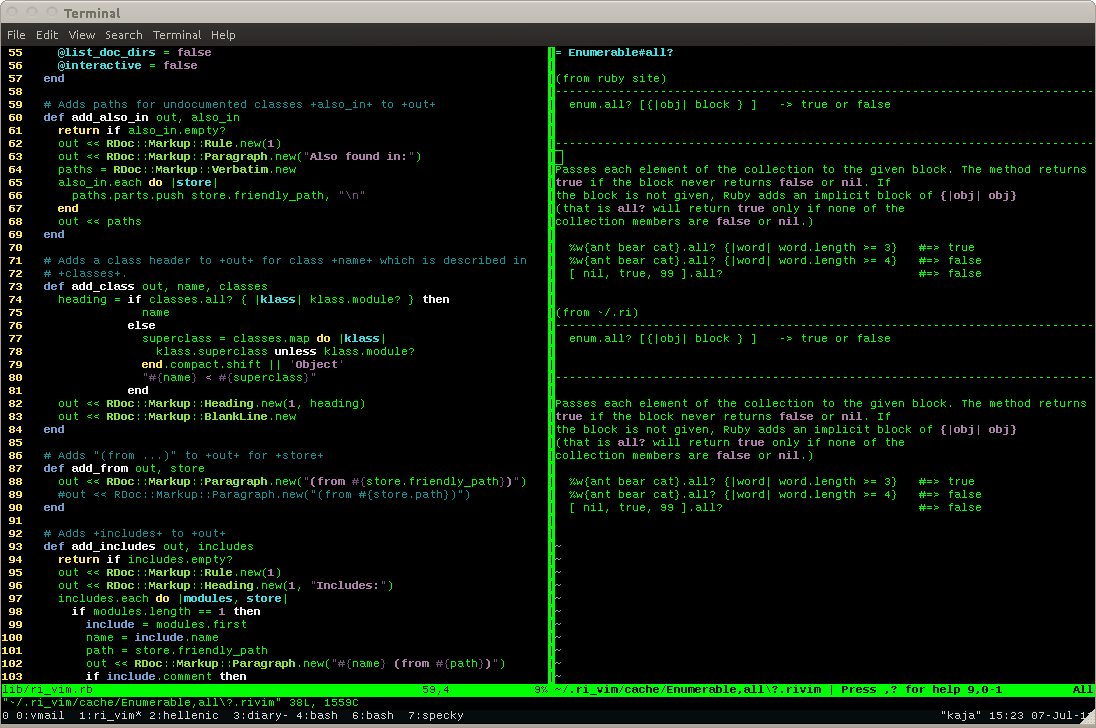 Terminal
File Edit View Search Terminal Help
55 @list_doc_dirs = false
56 @interactive = false
57 end
58
59 # Adds paths for undocumented classes +also_in+ to +out+
60 def add_also_in out, also_in
61 return if also_in.empty?
62 out << RDoc::Markup::Rule.new(1)
63 out << RDoc::Markup::Paragraph.new("Also found in:")
64 paths = RDoc::Markup::Verbatim.new
65 also_in.each do |store|
66 paths.parts.push store.friendly_path, "\n"
67 end
68 out << paths
69 end
70
71 # Adds a class header to +out+ for class +name+ which is described in
72 # +classes+.
73 def add_class out, name, classes
74 heading = if classes.all? { |klass| klass.module? } then
75 name
76 else
77 superclass = classes.map do |klass|
78 klass.superclass unless klass.module?
79 end.compact.shift || 'Object'
80 "#{name} < #{superclass}"
81 end
82 out << RDoc::Markup::Heading.new(1, heading)
83 out << RDoc::Markup::BlankLine.new
84 end
85
86 # Adds "(from ...)" to +out+ for +store+
87 def add_from out, store
88 out << RDoc::Markup::Paragraph.new("(from #{store.friendly_path})")
89 #out << RDoc::Markup::Paragraph.new("(from #{store.path})")
90 end
91
92 # Adds +includes+ to +out+
93 def add_includes out, includes
94 return if includes.empty?
95 out << RDoc::Markup::Rule.new(1)
96 out << RDoc::Markup::Heading.new(1, "Includes:")
97 includes.each do |modules, store|
98 if modules.length == 1 then
99 include = modules.first
100 name = include.name
101 path = store.friendly_path
102 out << RDoc::Markup::Paragraph.new("#{name} (from #{path})")
103 if include.comment then
lib/ri_vim.rb 59,4 9%
= Enumerable#all?
(from ruby site)
enum.all? [{|obj| block } ] -> true or false
Passes each element of the collection to the given block. The method returns
true if the block never returns false or nil. If
the block is not given, Ruby adds an implicit block of {|obj| obj}
(that is all? will return true only if none of the
collection members are false or nil.)
%w{ant bear cat}.all? {|word| word.length >= 3} #=> true
%w{ant bear cat}.all? {|word| word.length >= 4} #=> false
[ nil, true, 99 ].all? #=> false
(from ~/.ri)
enum.all? [{|obj| block } ] -> true or false
Passes each element of the collection to the given block. The method returns
true if the block never returns false or nil. If
the block is not given, Ruby adds an implicit block of {|obj| obj}
(that is all? will return true only if none of the
collection members are false or nil.)
%w{ant bear cat}.all? {|word| word.length >= 3} #=> true
%w{ant bear cat}.all? {|word| word.length >= 4} #=> false
[ nil, true, 99 ].all? #=> false
~
~
~
~
~
~
~
~
~
~
~
~/.ri_vim/cache/Enumerable,all\?.rivim | Press ,? for help 9,0-1 All
"~/.ri_vim/cache/Enumerable,all\?.rivim" 38L, 1559C
0 0:vmail 1:ri_vim* 2:hellenic 3:diary- 4:bash 6:bash 7:specky "kaja" 15:23 07-Jul-1